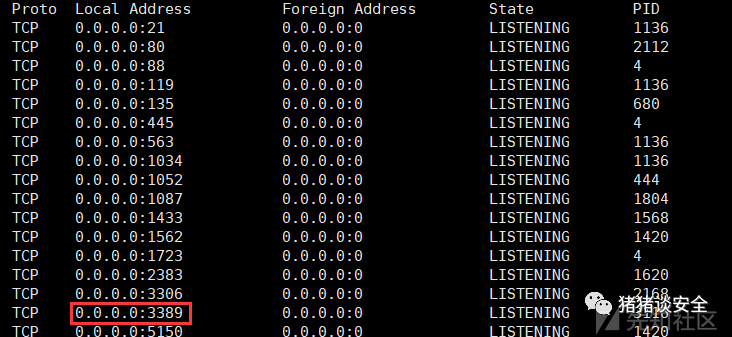 Proto Local Address Foreign Address State PID
TCP 0.0.0.0:21 0.0.0.0:0 LISTENING 1136
TCP 0.0.0.0:80 0.0.0.0:0 LISTENING 2112
TCP 0.0.0.0:88 0.0.0.0:0 LISTENING 4
TCP 0.0.0.0:119 0.0.0.0:0 LISTENING 1136
TCP 0.0.0.0:135 0.0.0.0:0 LISTENING 680
TCP 0.0.0.0:445 0.0.0.0:0 LISTENING 4
TCP 0.0.0.0:563 0.0.0.0:0 LISTENING 1136
TCP 0.0.0.0:1034 0.0.0.0:0 LISTENING 1136
TCP 0.0.0.0:1052 0.0.0.0:0 LISTENING 444
TCP 0.0.0.0:1087 0.0.0.0:0 LISTENING 1804
TCP 0.0.0.0:1433 0.0.0.0:0 LISTENING 1568
TCP 0.0.0.0:1562 0.0.0.0:0 LISTENING 1420
TCP 0.0.0.0:1723 0.0.0.0:0 LISTENING 4
TCP 0.0.0.0:2383 0.0.0.0:0 LISTENING 1620
TCP 0.0.0.0:3306 0.0.0.0:0 LISTENING 2168
猪猪谈安全
TCP 0.0.0.0:3389 0.0.0.0:0 LISTENING
TCP 0.0.0.0:5150 0.0.0.0:0 LISTENING 1420
社区